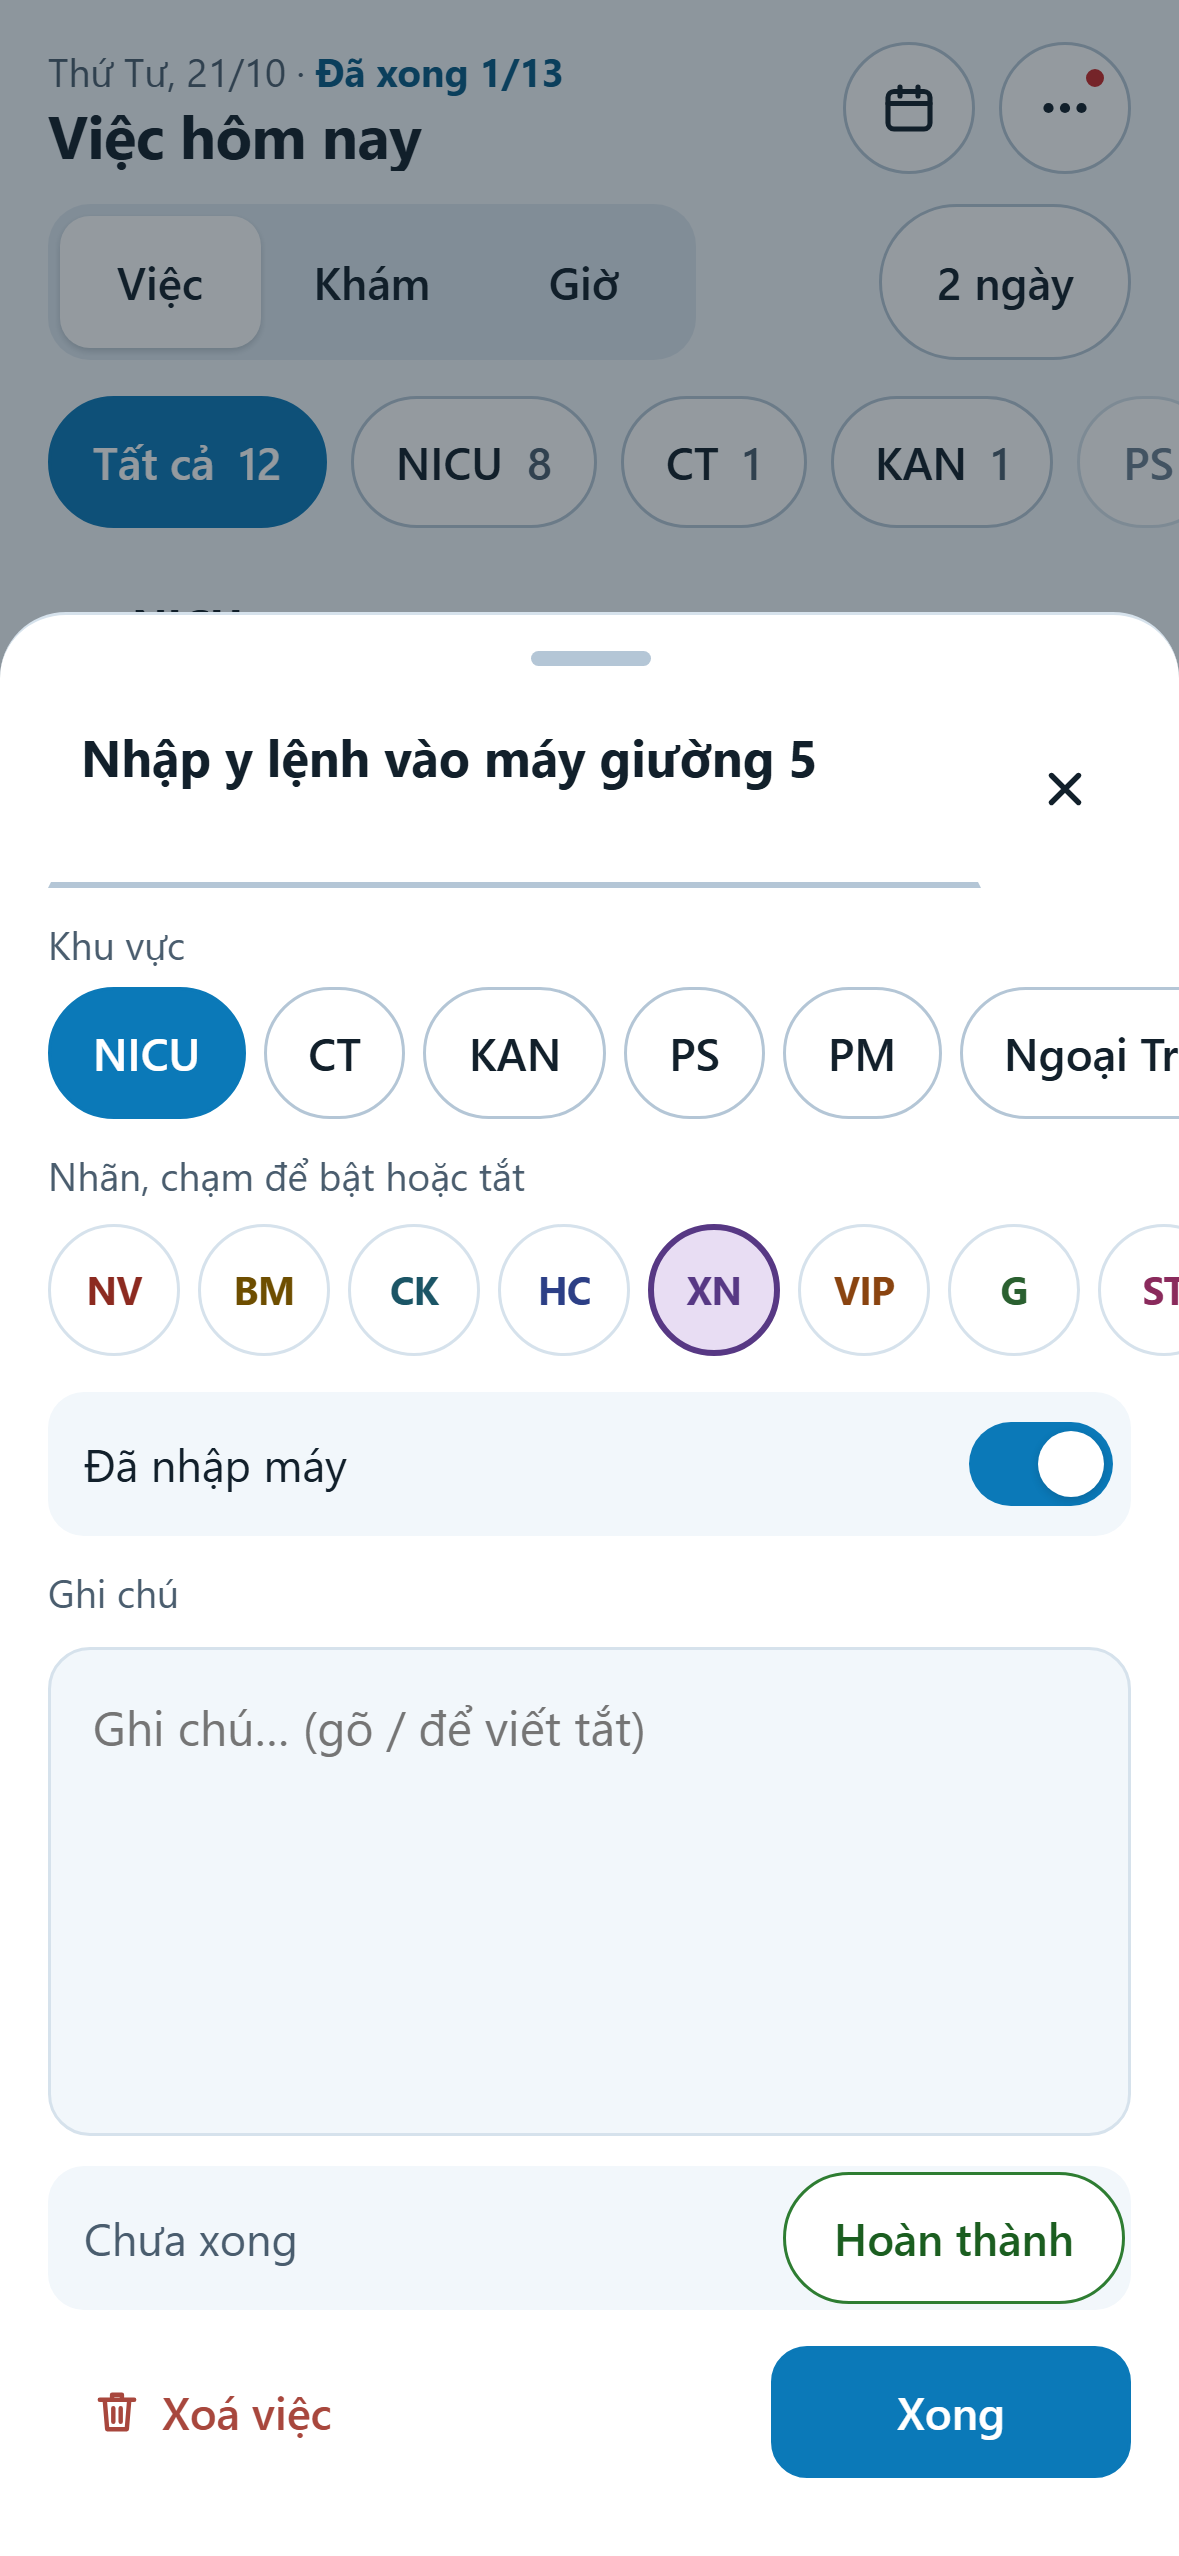 Thứ Tư, 21/10 · Đã xong 1/13
Việc hôm nay
Việc Khám Giờ 2 ngày
Tất cả 12 NICU 8 CT 1 KAN 1 PS
Nhập y lệnh vào máy giường 5
Khu vực
NICU CT KAN PS PM Ngoại Tr
Nhãn, chạm để bật hoặc tắt
NV BM CK HC XN VIP G ST
Đã nhập máy
Ghi chú
Ghi chú... (gõ / để viết tắt)
Chưa xong Hoàn thành
Xoá việc Xong